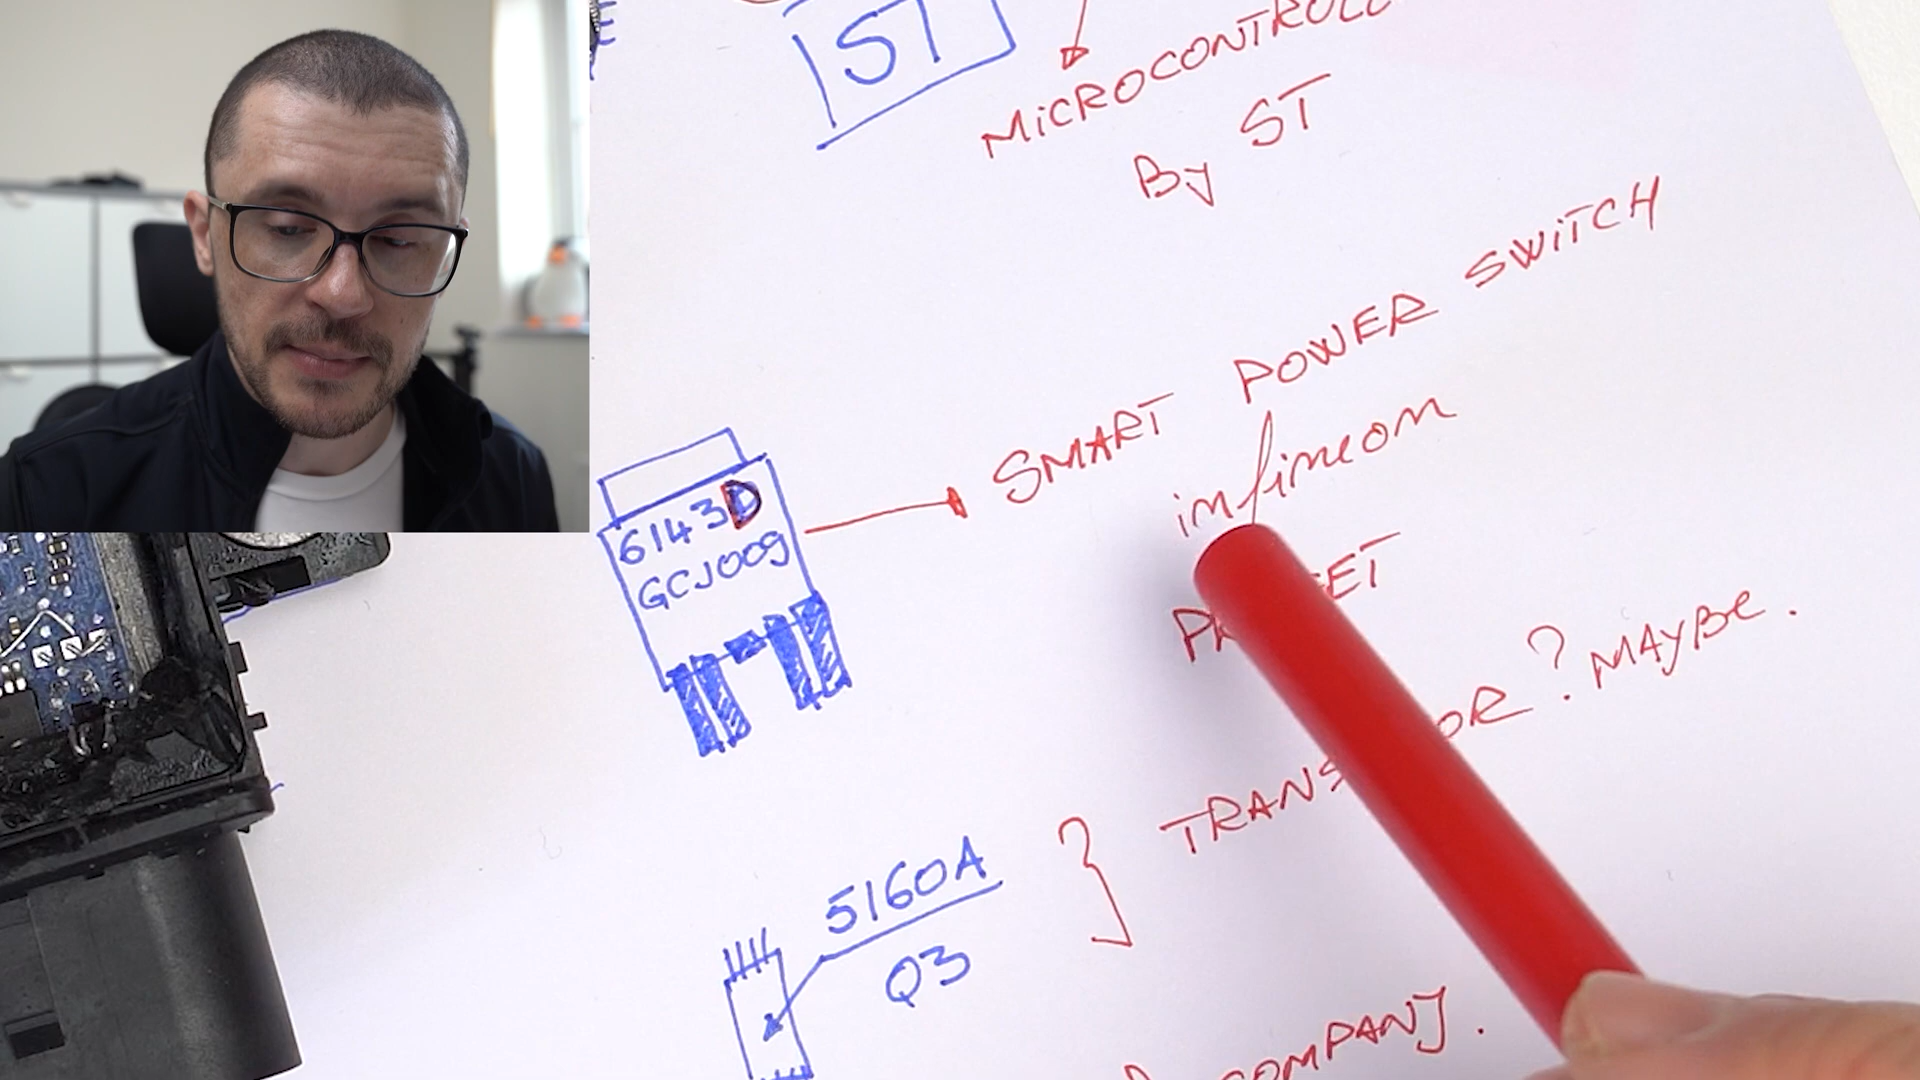 ST
MICROCONTROLL
By ST
SMART POWER SWITCH
infineon
6143D
GCJ009
TRANS OR ? MAYBE.
5160A
Q3
COMPANY.